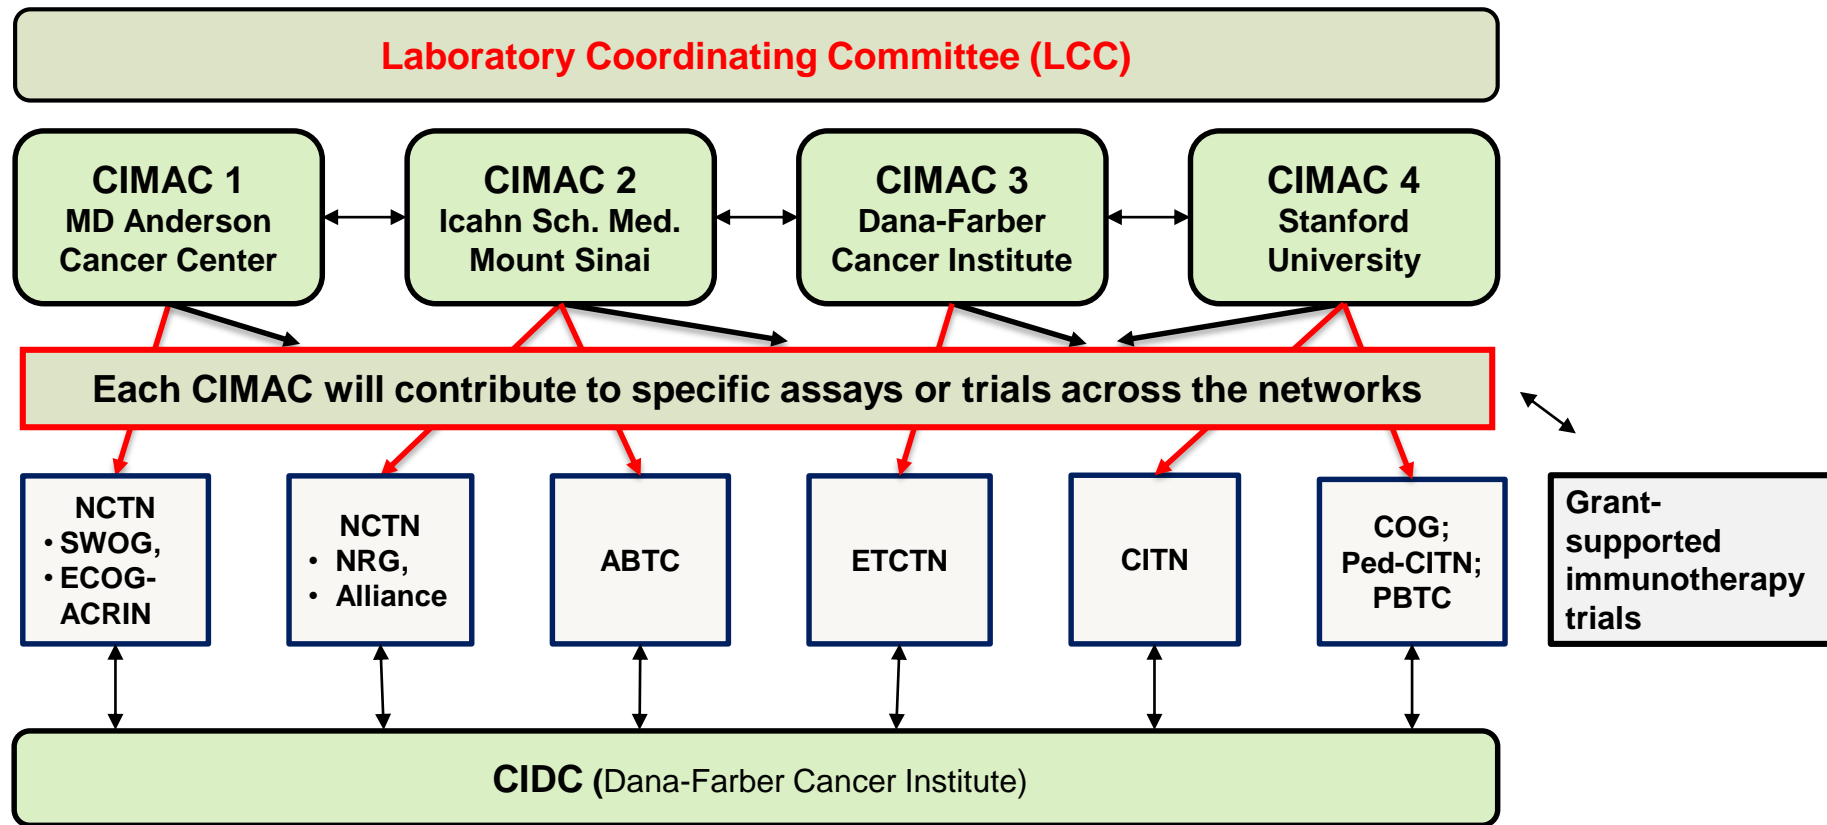 Laboratory Coordinating Committee (LCC)
CIMAC 1
MD Anderson
Cancer Center
CIMAC 2
Icahn Sch. Med.
Mount Sinai
CIMAC 3
Dana-Farber
Cancer Institute
CIMAC 4
Stanford
University
Each CIMAC will contribute to specific assays or trials across the networks
NCTN
• SWOG,
• ECOG-
ACRIN
NCTN
• NRG,
• Alliance
ABTC
ETCTN
CITN
COG;
Ped-CITN;
PBTC
Grant-
supported
immunotherapy
trials
CIDC (Dana-Farber Cancer Institute)